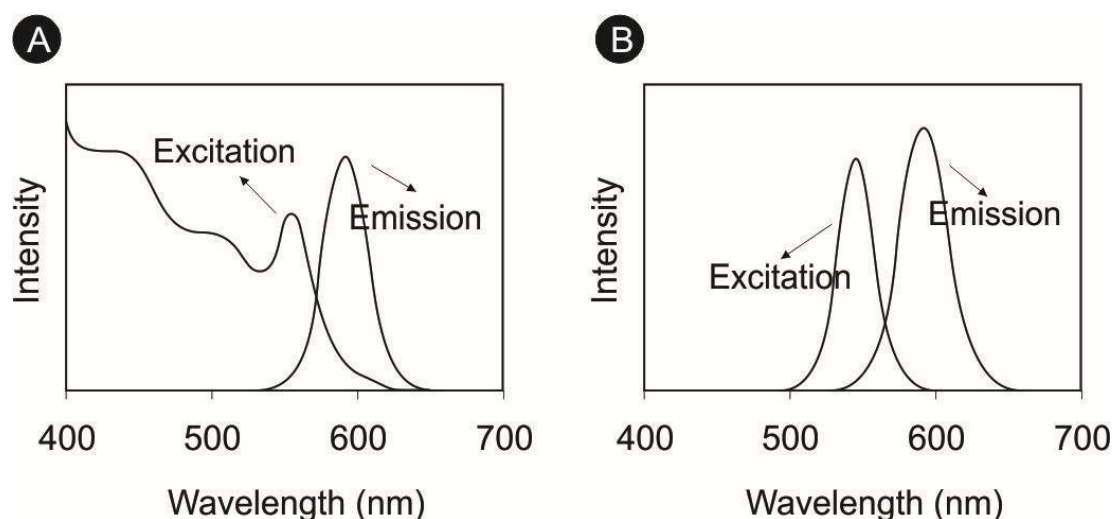 A
Intensity
Excitation
Emission
400 500 600 700
Wavelength (nm)
B
Intensity
Excitation
Emission
400 500 600 700
Wavelength (nm)